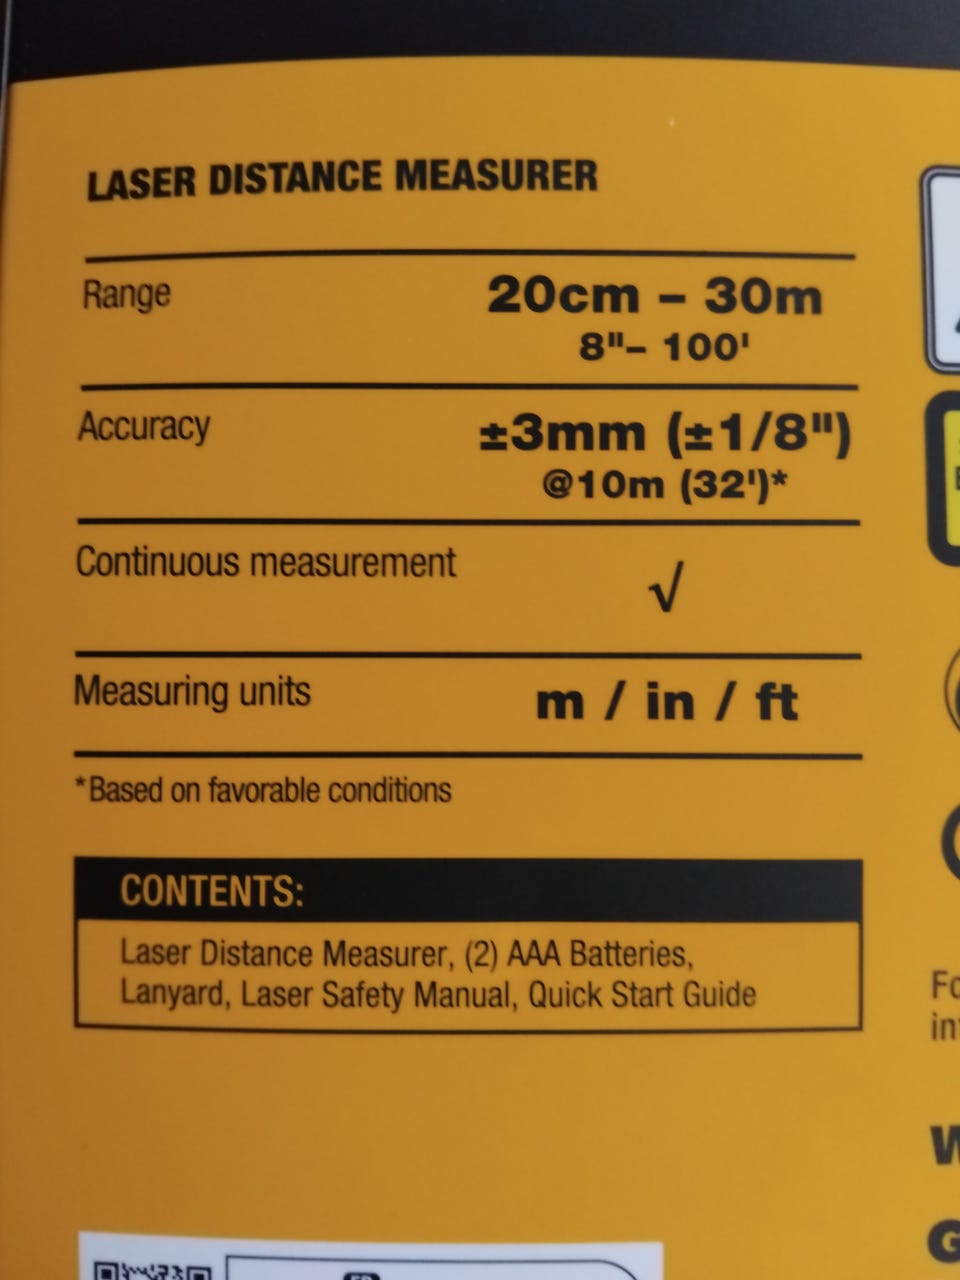 LASER DISTANCE MEASURER
Range 20cm – 30m
8"– 100'
Accuracy ±3mm (±1/8")
@10m (32')*
Continuous measurement √
Measuring units m / in / ft
*Based on favorable conditions
CONTENTS:
Laser Distance Measurer, (2) AAA Batteries,
Lanyard, Laser Safety Manual, Quick Start Guide